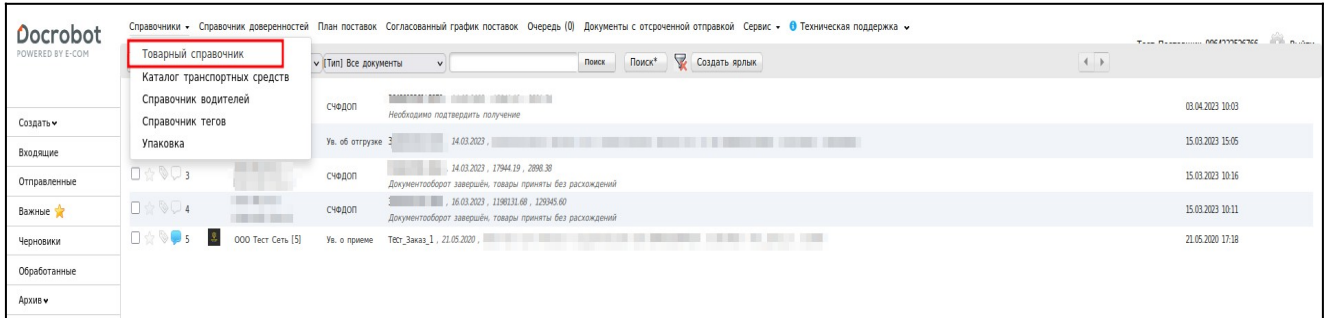 Docrobot
POWERED BY E-COM
Справочники Справочник доверенностей План поставок Согласованный график поставок Очередь (0) Документы с отсроченной отправкой Сервис Техническая поддержка
Товарный справочник
Каталог транспортных средств
Справочник водителей
Справочник тегов
Упаковка
[Тип] Все документы Поиск Поиск* Создать ярлык
Создать
Входящие
Отправленные
Важные
Черновики
Обработанные
Архив
СЧФДОП 03.04.2023 10:03
Необходимо подтвердить получение
Ув. об отгрузке 14.03.2023 , 15.03.2023 15:05
3 СЧФДОП , 14.03.2023 , 17944.19 , 2898.38 15.03.2023 10:16
Документооборот завершён, товары приняты без расхождений
4 СЧФДОП , 16.03.2023 , 1198131.68 , 129345.60 15.03.2023 10:11
Документооборот завершён, товары приняты без расхождений
5 ООО Тест Сеть [5] Ув. о приеме Тест_Заказ_1 , 21.05.2020 , 21.05.2020 17:18